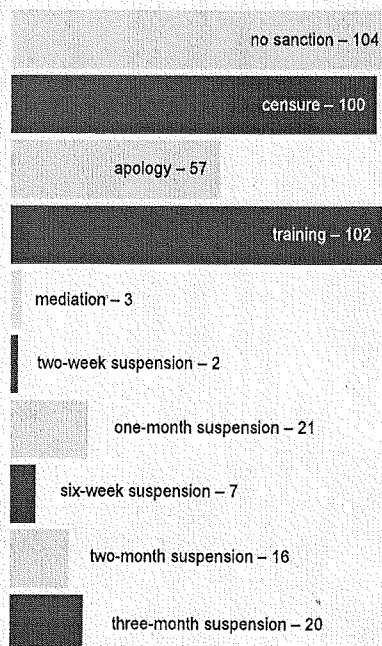 no sanction – 104
censure – 100
apology – 57
training – 102
mediation – 3
two-week suspension – 2
one-month suspension – 21
six-week suspension – 7
two-month suspension – 16
three-month suspension – 20